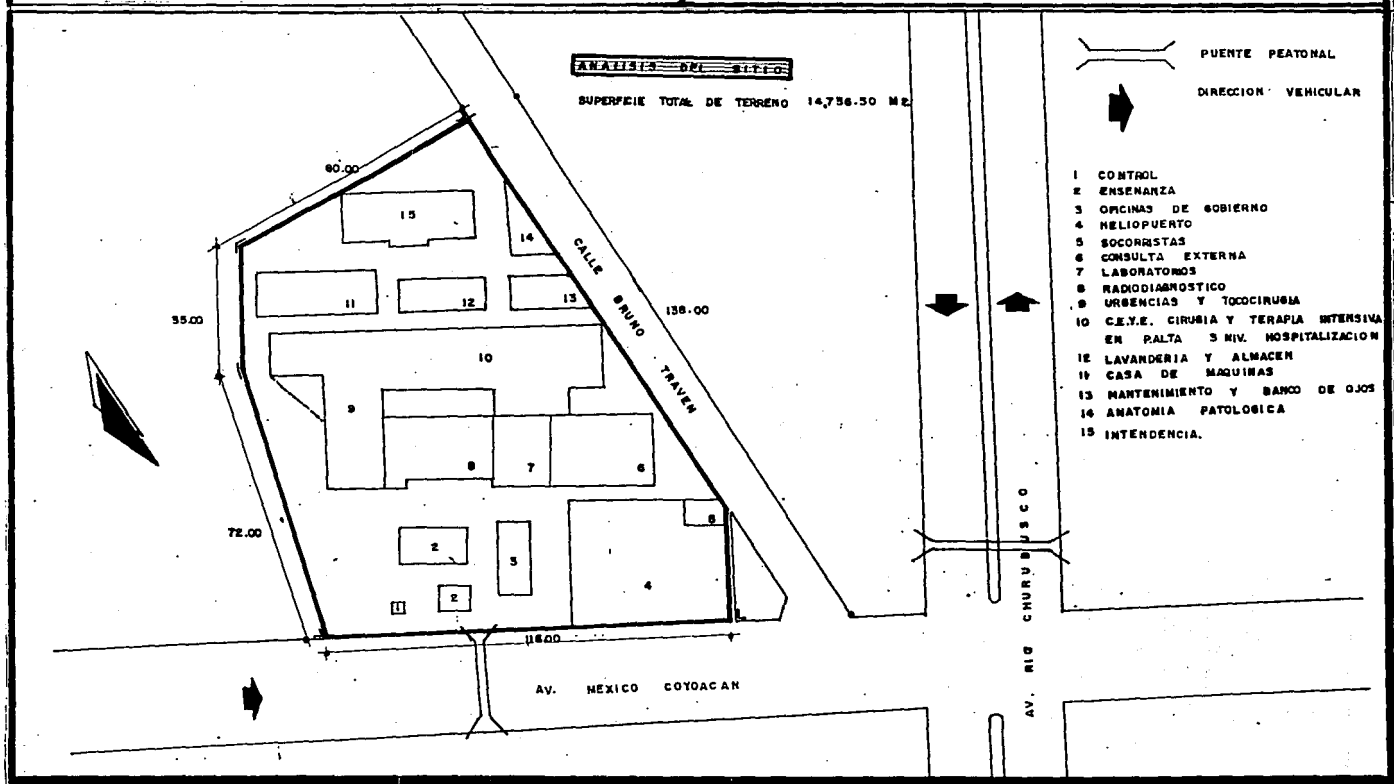 ANALISIS DEL SITIO
SUPERFICIE TOTAL DE TERRENO 14,736.50 M2
PUENTE PEATONAL
DIRECCION VEHICULAR
1 CONTROL
2 ENSENANZA
3 OFICINAS DE GOBIERNO
4 HELIOPUERTO
5 SOCORRISTAS
6 CONSULTA EXTERNA
7 LABORATORIOS
8 RADIODIAGNOSTICO
9 URGENCIAS Y TOCOCIRUGIA
10 C.E.Y.E. CIRUGIA Y TERAPIA INTENSIVA
EN P.ALTA 3 NIV. HOSPITALIZACION
12 LAVANDERIA Y ALMACEN
11 CASA DE MAQUINAS
13 MANTENIMIENTO Y BANCO DE OJOS
14 ANATOMIA PATOLOGICA
15 INTENDENCIA.
60.00
15
14
CALLE BRUNO TRAVEN
138.00
11
12
13
35.00
10
9
8
7
6
5
72.00
2
3
4
1
2
116.00
AV. MEXICO COYOACAN
AV. RIO CHURUBUSCO